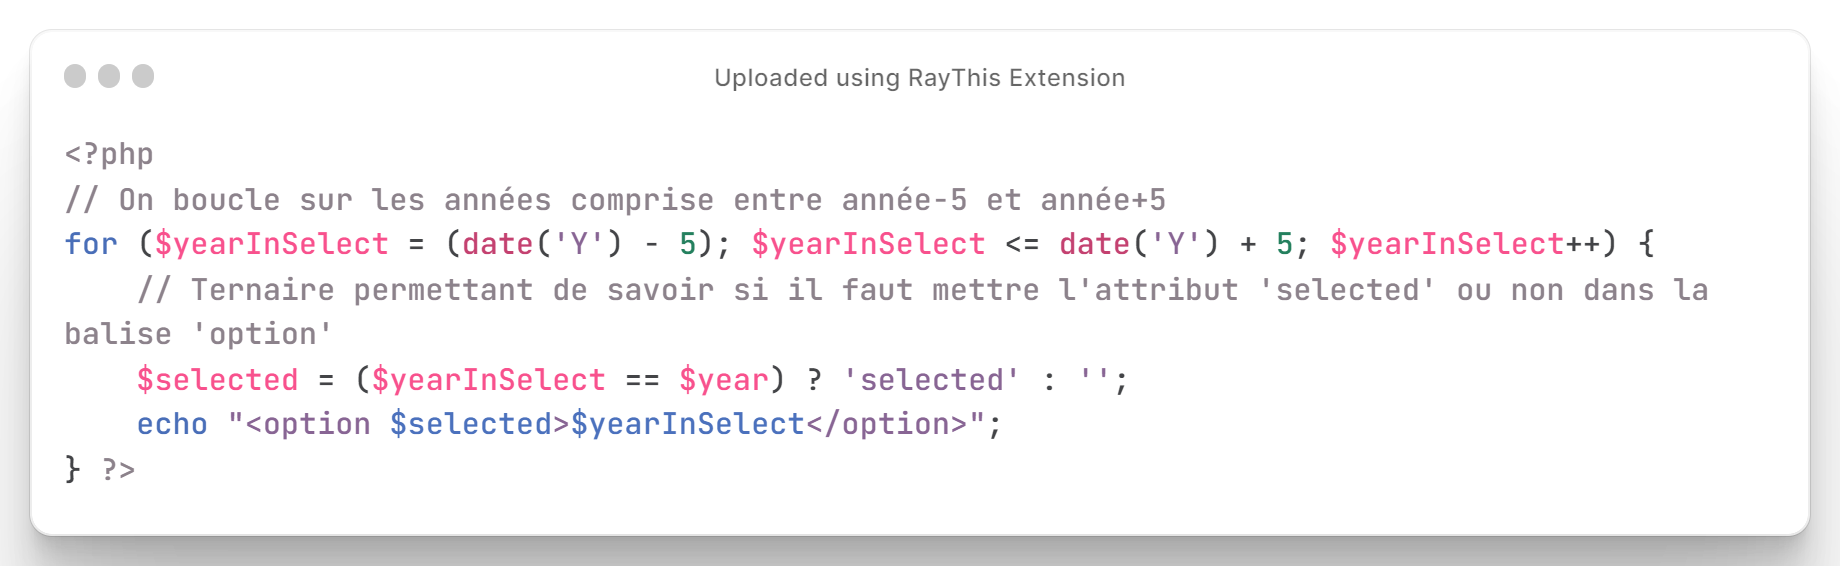 Uploaded using RayThis Extension
<?php
// On boucle sur les années comprise entre année-5 et année+5
for ($yearInSelect = (date('Y') - 5); $yearInSelect <= date('Y') + 5; $yearInSelect++) {
    // Ternaire permettant de savoir si il faut mettre l'attribut 'selected' ou non dans la
balise 'option'
    $selected = ($yearInSelect == $year) ? 'selected' : '';
    echo "<option $selected>$yearInSelect</option>";
} ?>